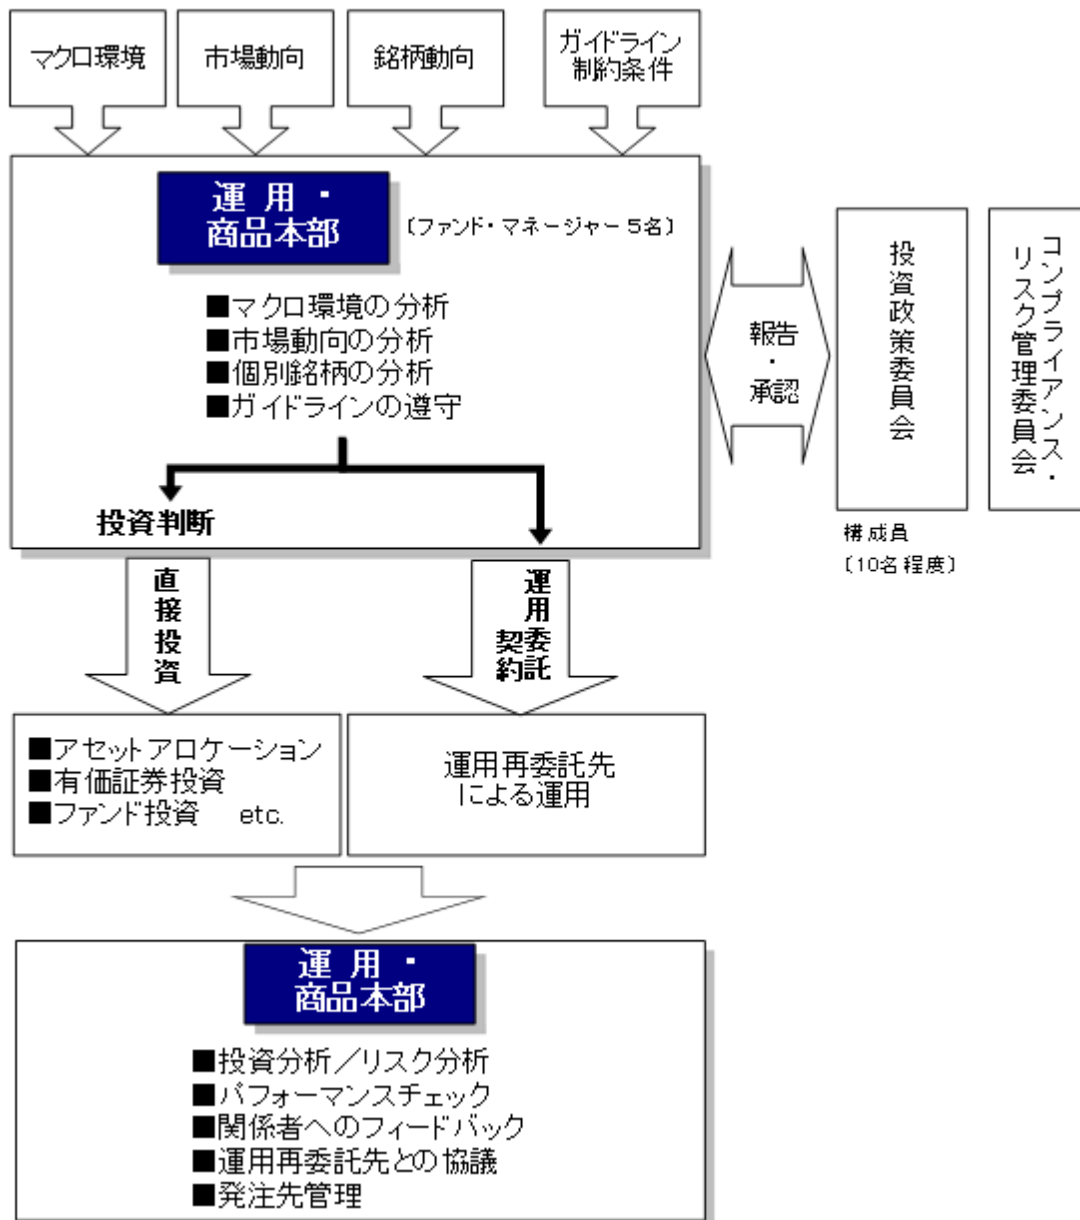 マクロ環境
市場動向
銘柄動向
ガイドライン
制約条件
運 用 ・
商品本部
〔ファンド・マネージャー 5名〕
■マクロ環境の分析
■市場動向の分析
■個別銘柄の分析
■ガイドラインの遵守
投資判断
報告
・
承認
投資政策委員会
コンプライアンス・
リスク管理委員会
構成員
〔10名程度〕
直接投資
運用委託
契約
■アセットアロケーション
■有価証券投資
■ファンド投資 etc.
運用再委託先
による運用
運 用 ・
商品本部
■投資分析/リスク分析
■パフォーマンスチェック
■関係者へのフィードバック
■運用再委託先との協議
■発注先管理